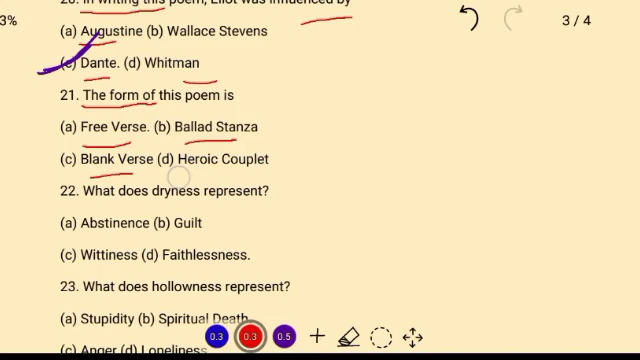 3%
3 / 4
20. In writing this poem, Eliot was influenced by
(a) Augustine (b) Wallace Stevens
(c) Dante. (d) Whitman
21. The form of this poem is
(a) Free Verse. (b) Ballad Stanza
(c) Blank Verse (d) Heroic Couplet
22. What does dryness represent?
(a) Abstinence (b) Guilt
(c) Wittiness (d) Faithlessness.
23. What does hollowness represent?
(a) Stupidity (b) Spiritual Death
(c) Anger (d) Loneliness
0.3 0.3 0.5